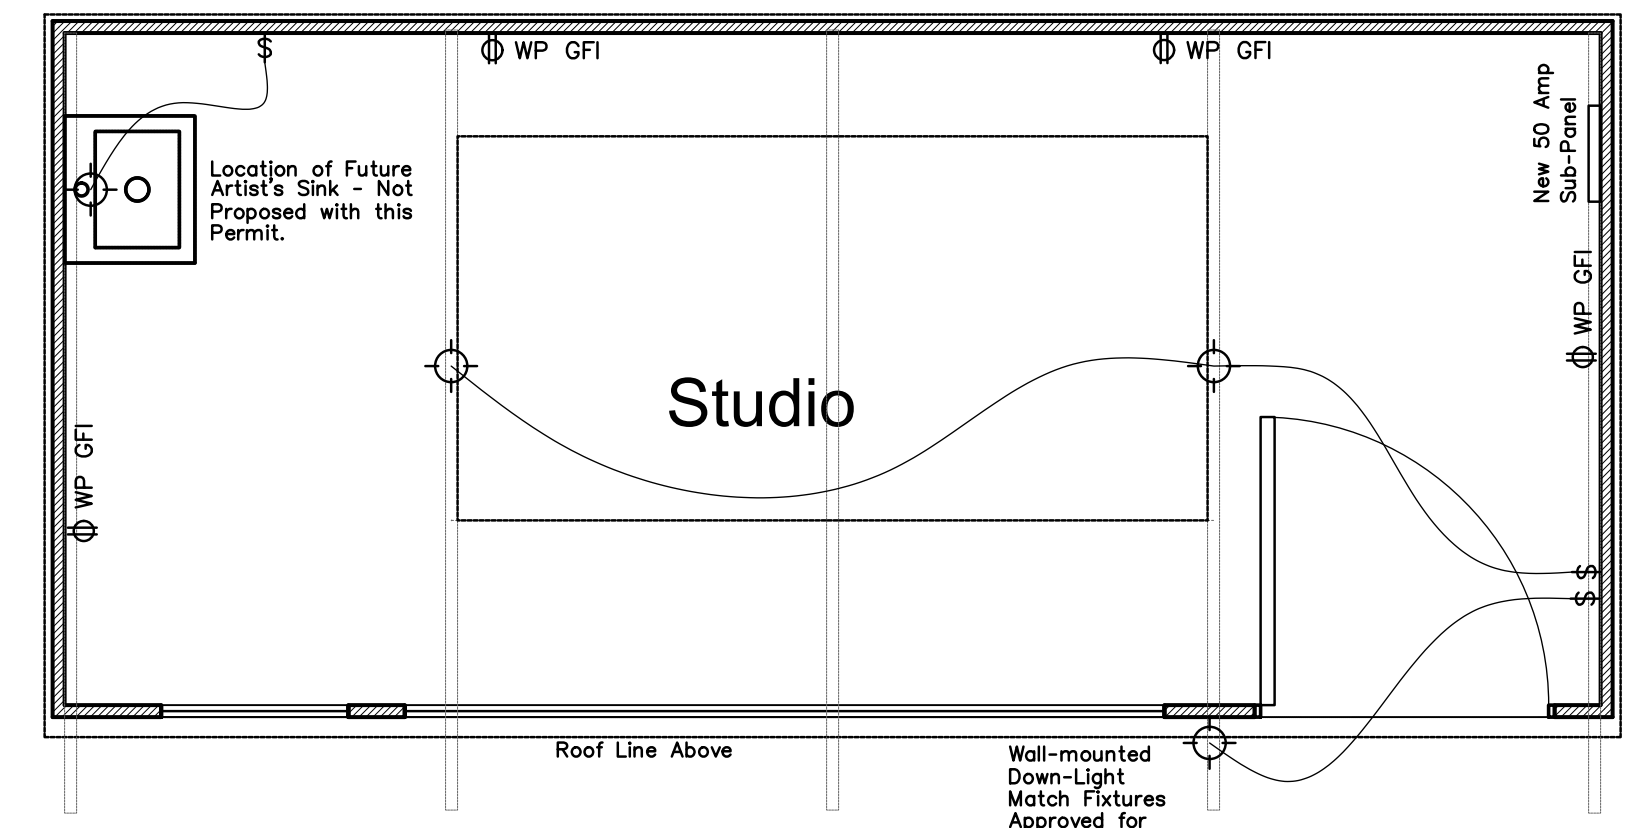 $
WP GFI
WP GFI
New 50 Amp
Sub-Panel
Location of Future
Artist's Sink - Not
Proposed with this
Permit.
WP GFI
Studio
WP GFI
$
$
Roof Line Above
Wall-mounted
Down-Light
Match Fixtures
Approved for